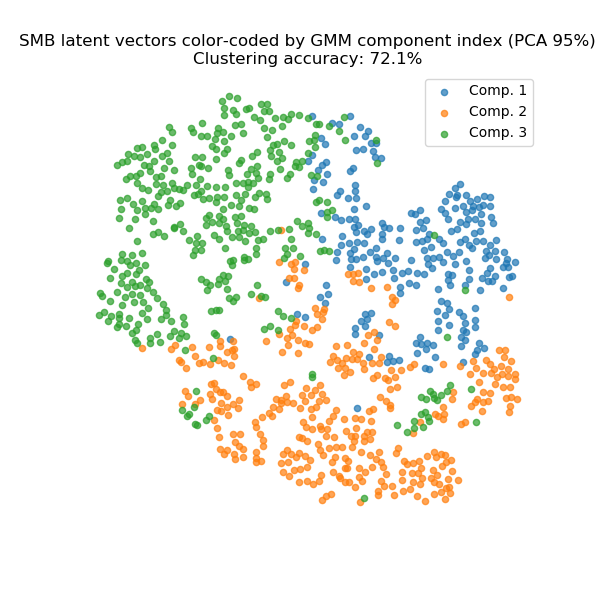 SMB latent vectors color-coded by GMM component index (PCA 95%)
Clustering accuracy: 72.1%
Comp. 1
Comp. 2
Comp. 3